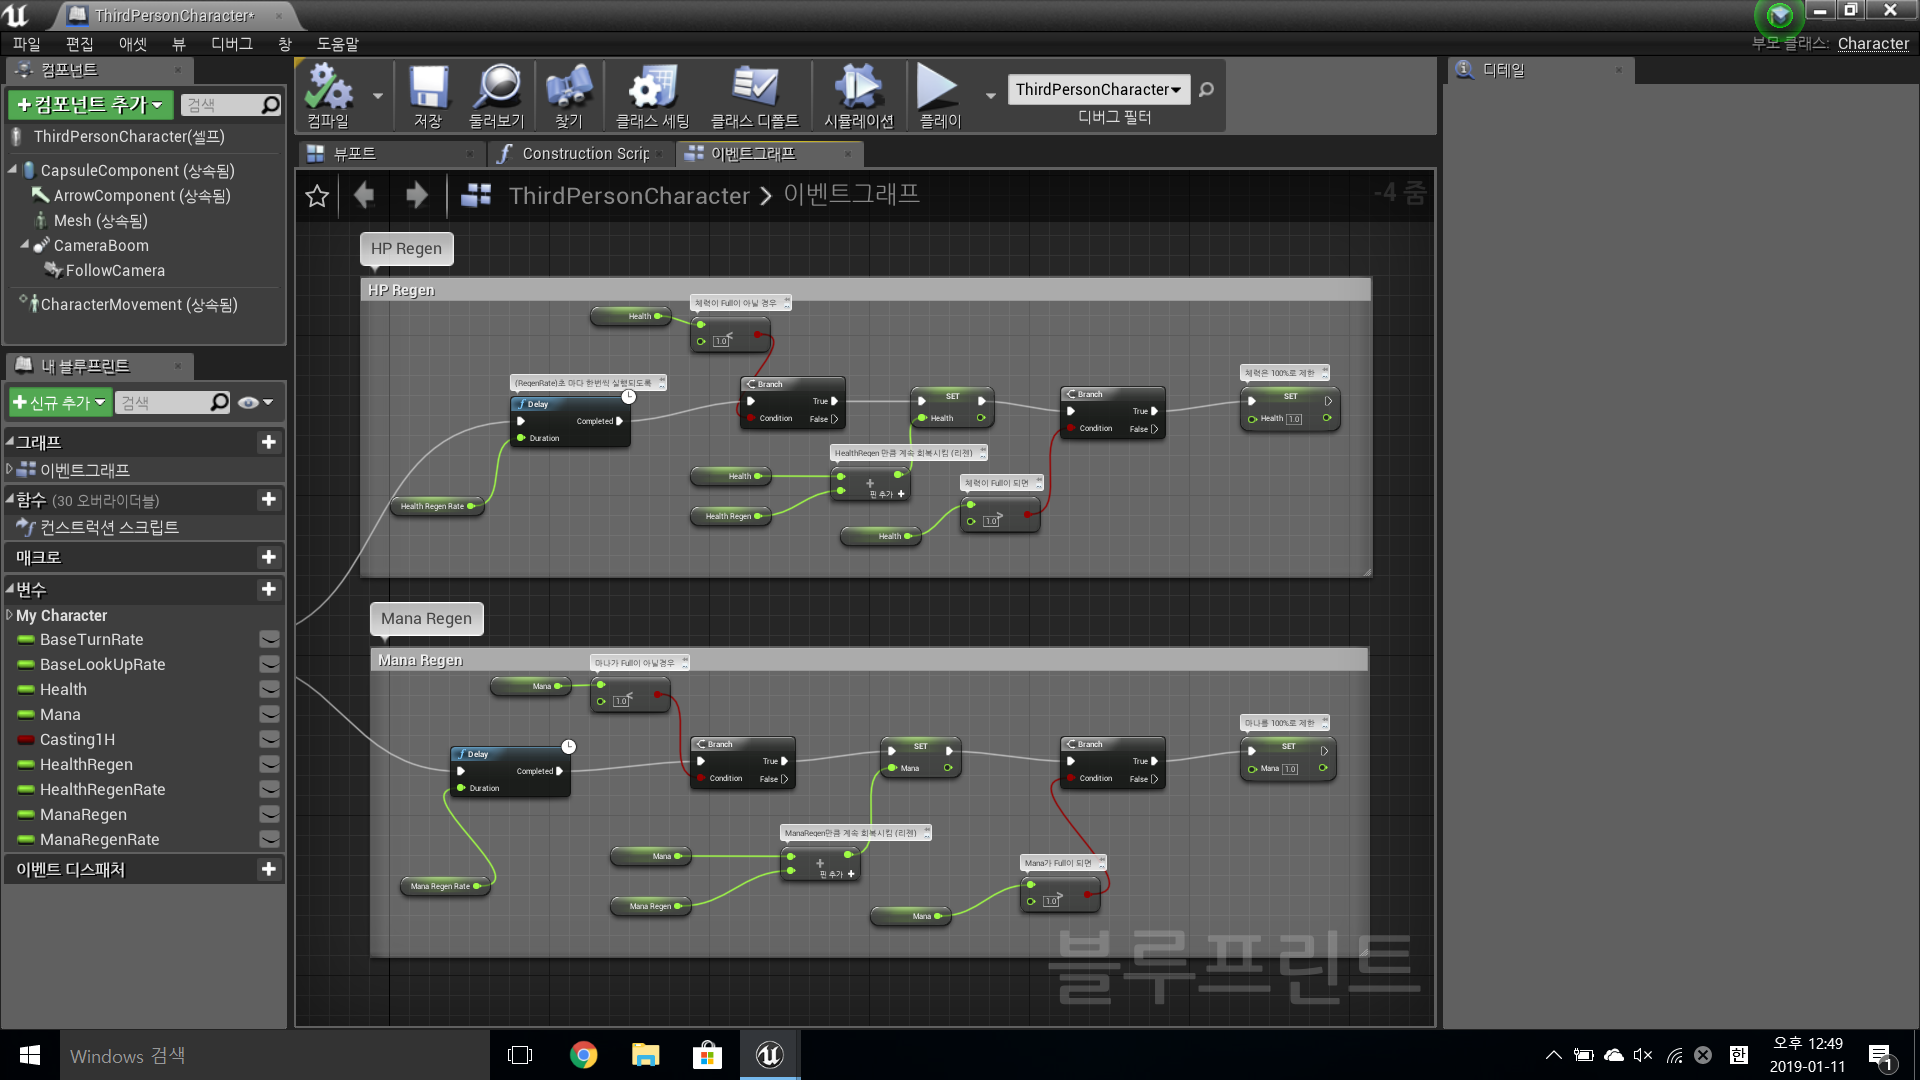 ThirdPersonCharacter*
파일 편집 애셋 뷰 디버그 창 도움말
부모 클래스: Character
컴포넌트
+컴포넌트 추가
검색
ThirdPersonCharacter(셀프)
CapsuleComponent (상속됨)
ArrowComponent (상속됨)
Mesh (상속됨)
CameraBoom
FollowCamera
CharacterMovement (상속됨)
내 블루프린트
+신규 추가
검색
그래프
이벤트그래프
함수 (30 오버라이더블)
컨스트럭션 스크립트
매크로
변수
My Character
BaseTurnRate
BaseLookUpRate
Health
Mana
Casting1H
HealthRegen
HealthRegenRate
ManaRegen
ManaRegenRate
이벤트 디스패처
컴파일
저장
둘러보기
찾기
클래스 세팅
클래스 디폴트
시뮬레이션
플레이
ThirdPersonCharacter
디버그 필터
뷰포트
Construction Scrip
이벤트그래프
ThirdPersonCharacter > 이벤트그래프
-4 줌
디테일
HP Regen
HP Regen
체력이 Full이 아닐 경우
Health
<
1.0
(RegenRate)초 마다 한번씩 실행되도록
Delay
Completed
Duration
Health Regen Rate
Branch
True
Condition
False
SET
Health
HealthRegen 만큼 계속 회복시킴 (리젠)
Health
+
핀 추가 +
Health Regen
체력이 Full이 되면
>
1.0
Health
Branch
True
Condition
False
체력은 100%로 제한
SET
Health 1.0
Mana Regen
Mana Regen
마나가 Full이 아닐경우
Mana
<
1.0
Delay
Completed
Duration
Mana Regen Rate
Branch
True
Condition
False
SET
Mana
ManaRegen만큼 계속 회복시킴 (리젠)
Mana
+
핀 추가 +
Mana Regen
Mana가 Full이 되면
>
1.0
Mana
Branch
True
Condition
False
마나를 100%로 제한
SET
Mana 1.0
블루프린트
Windows 검색
한
오후 12:49
2019-01-11
1